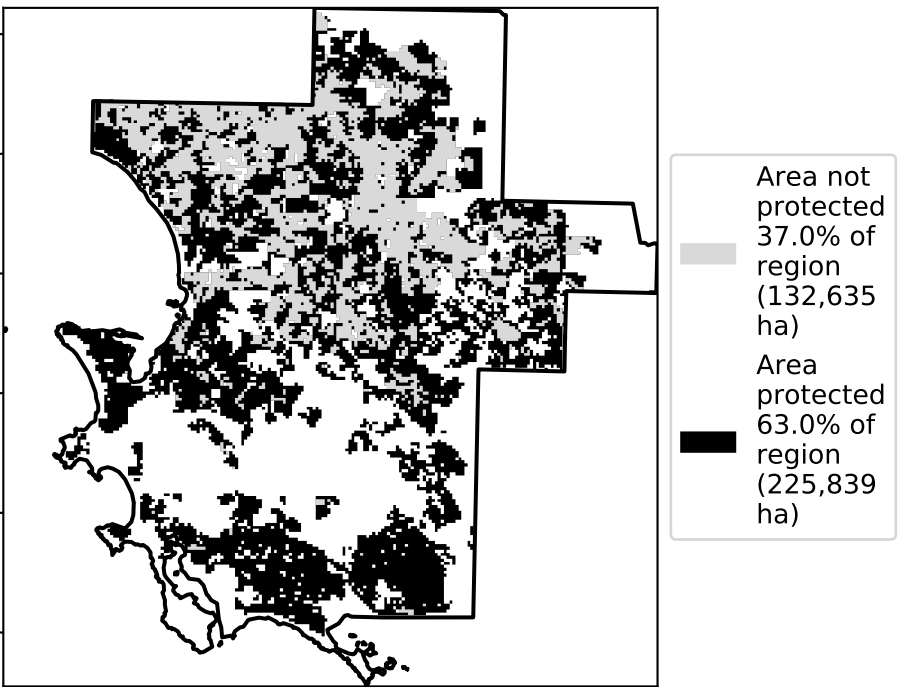 Area not
protected
37.0% of
region
(132,635
ha)
Area
protected
63.0% of
region
(225,839
ha)